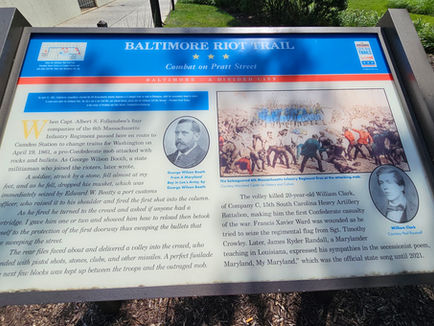 BALTIMORE RIOT TRAIL
Combat on Pratt Street
BALTIMORE – A DIVIDED CITY
When Capt. Albert S. Follansbee's four
companies of the 6th Massachusetts
Infantry Regiment passed here en route to
Camden Station to change trains for Washington on
April 19, 1861, a pro-Confederate mob attacked with
rocks and bullets. As George Wilson Booth, a state
militiaman who joined the rioters, later wrote,
A soldier, struck by a stone, fell almost at my
feet, and as he fell, dropped his musket, which was
immediately seized by Edward W. Beatty a port customs
officer, who raised it to his shoulder and fired the first shot into the column.
As he fired he turned to the crowd and asked if anyone had a
cartridge. I gave him one or two and showed him how to reload then betook
myself to the protection of the first doorway thus escaping the bullets that
sweeping the street.
The rear files faced about and delivered a volley into the crowd, who
responded with pistol shots, stones, clubs, and other missiles. A perfect fusilade
next few blocks was kept up between the troops and the outraged mob.
George Wilson
Booth
From A Maryland
Boy in Lee's Army by
George Wilson Booth
The beleaguered 6th Massachusetts Infantry Regiment fires at the attacking mob.
The volley killed 20-year-old William Clark,
of Company C, 15th South Carolina Heavy Artillery
Battalion, making him the first Confederate casualty
of the war. Francis Xavier Ward was wounded as he
tried to seize the regimental flag from Sgt. Timothy
Crowley. Later, James Ryder Randall, a Marylander
teaching in Louisiana, expressed his sympathies in the secessionist poem,
Maryland, My Maryland," which was the official state song until 2021.
William Clark